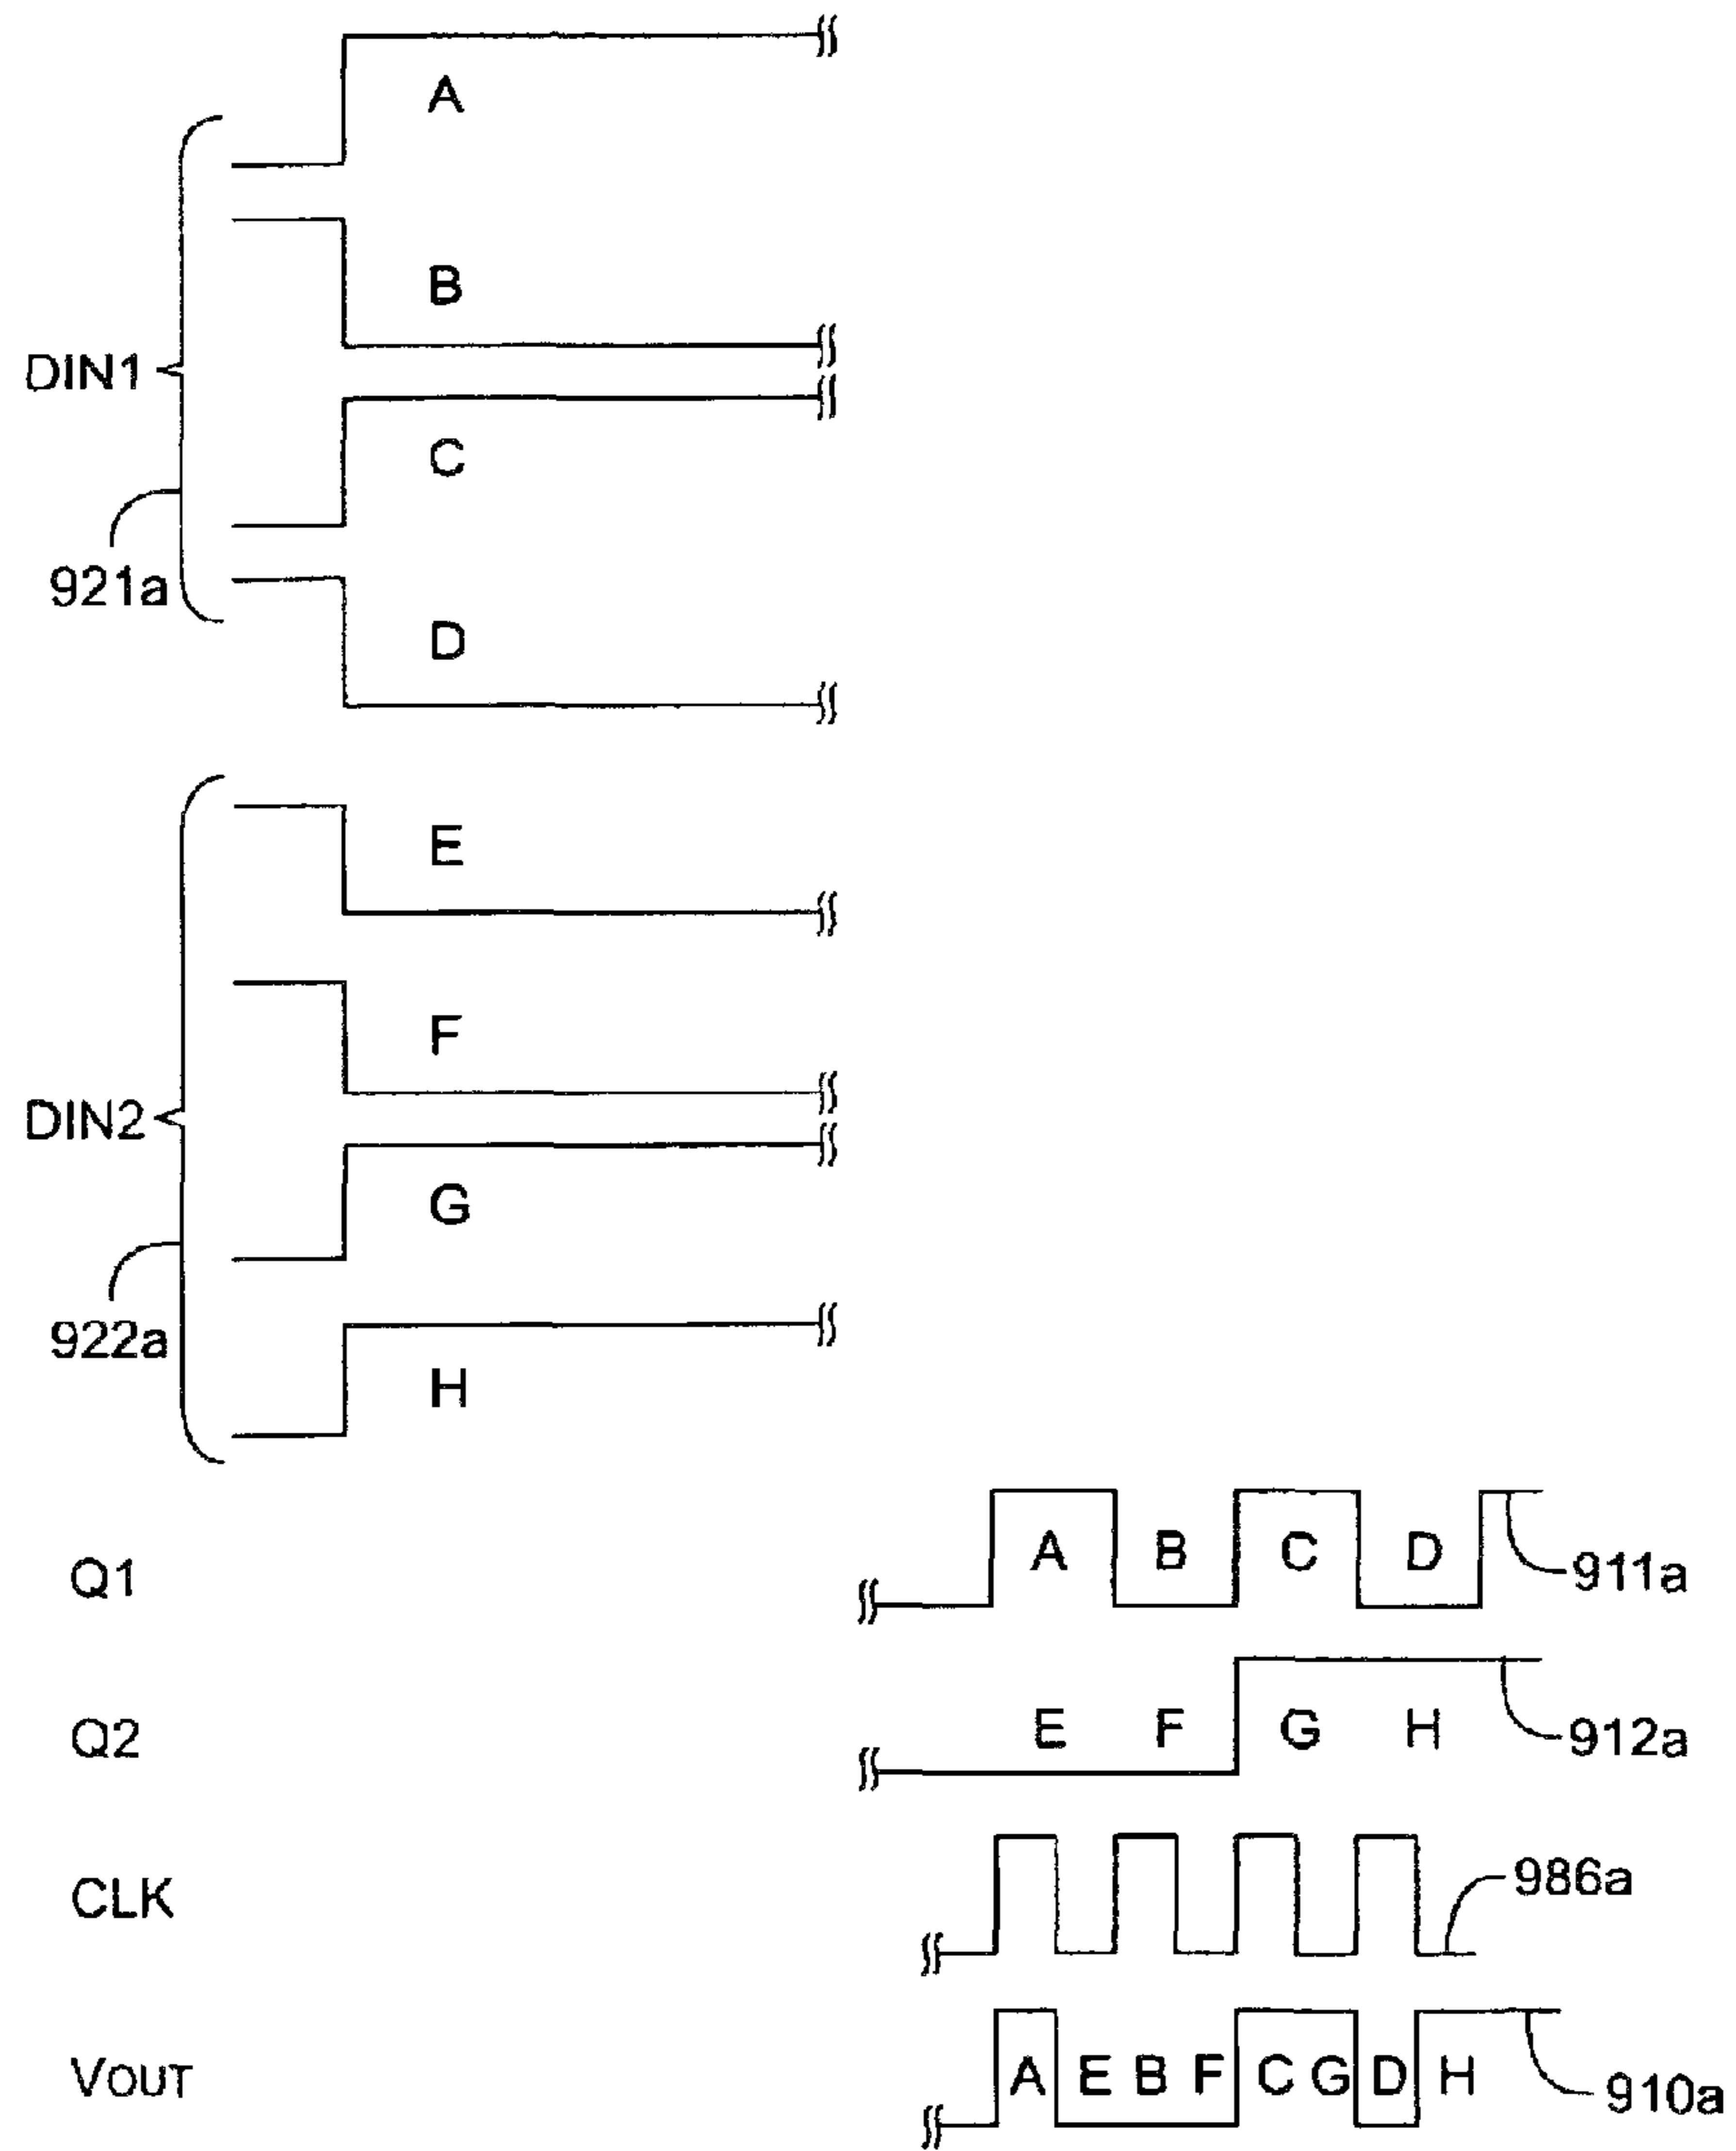 A
B
DIN1
C
921a
D
E
F
DIN2
G
922a
H
Q1 A B C D 911a
Q2 E F G H 912a
CLK 986a
VOUT A E B F C G D H 910a